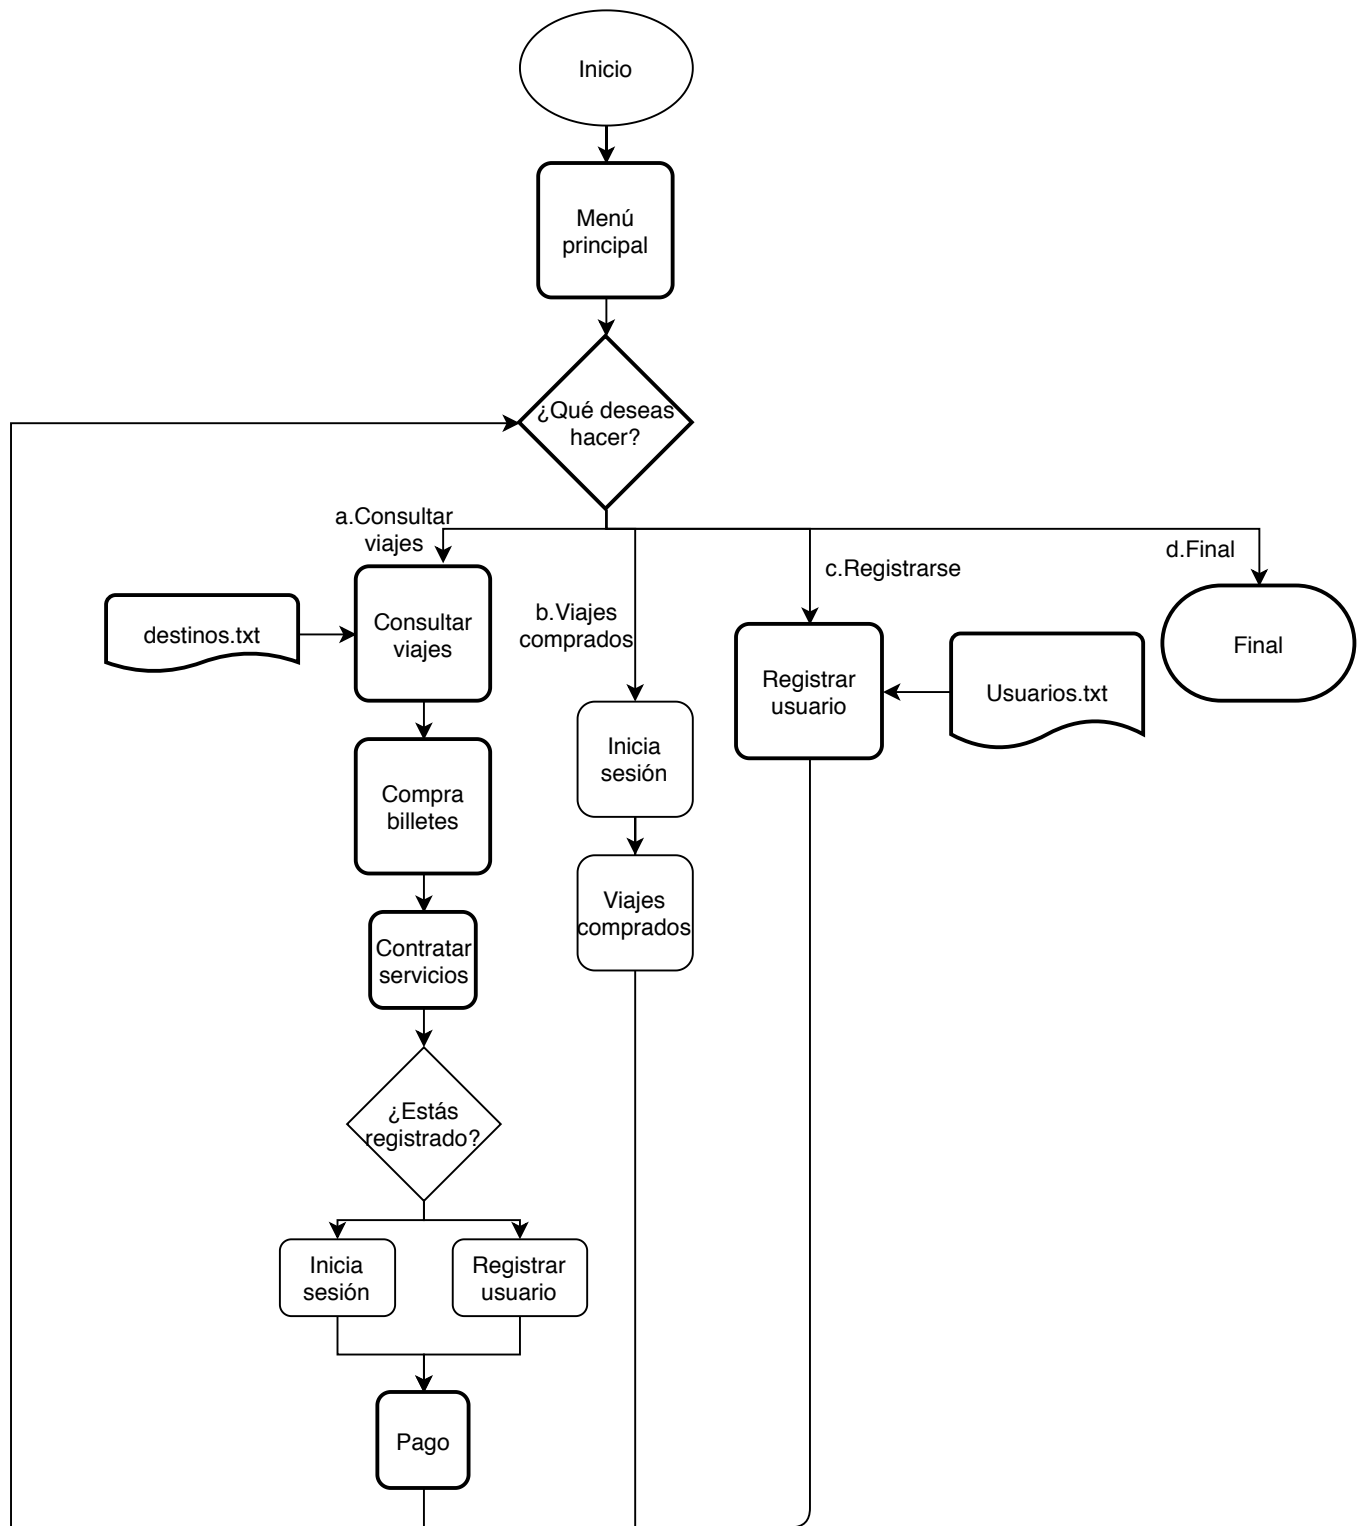 Inicio
Menú
principal
¿Qué deseas
hacer?
a.Consultar
viajes
d.Final
c.Registrarse
b.Viajes
comprados
destinos.txt
Consultar
viajes
Registrar
usuario
Usuarios.txt
Final
Inicia
sesión
Compra
billetes
Viajes
comprados
Contratar
servicios
¿Estás
registrado?
Inicia
sesión
Registrar
usuario
Pago